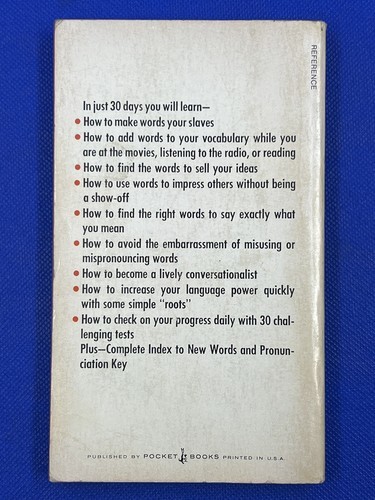 REFERENCE
In just 30 days you will learn—
• How to make words your slaves
• How to add words to your vocabulary while you
are at the movies, listening to the radio, or reading
• How to find the words to sell your ideas
• How to use words to impress others without being
a show-off
• How to find the right words to say exactly what
you mean
• How to avoid the embarrassment of misusing or
mispronouncing words
• How to become a lively conversationalist
• How to increase your language power quickly
with some simple "roots"
• How to check on your progress daily with 30 chal-
lenging tests
Plus—Complete Index to New Words and Pronun-
ciation Key
PUBLISHED BY POCKET BOOKS PRINTED IN U.S.A.